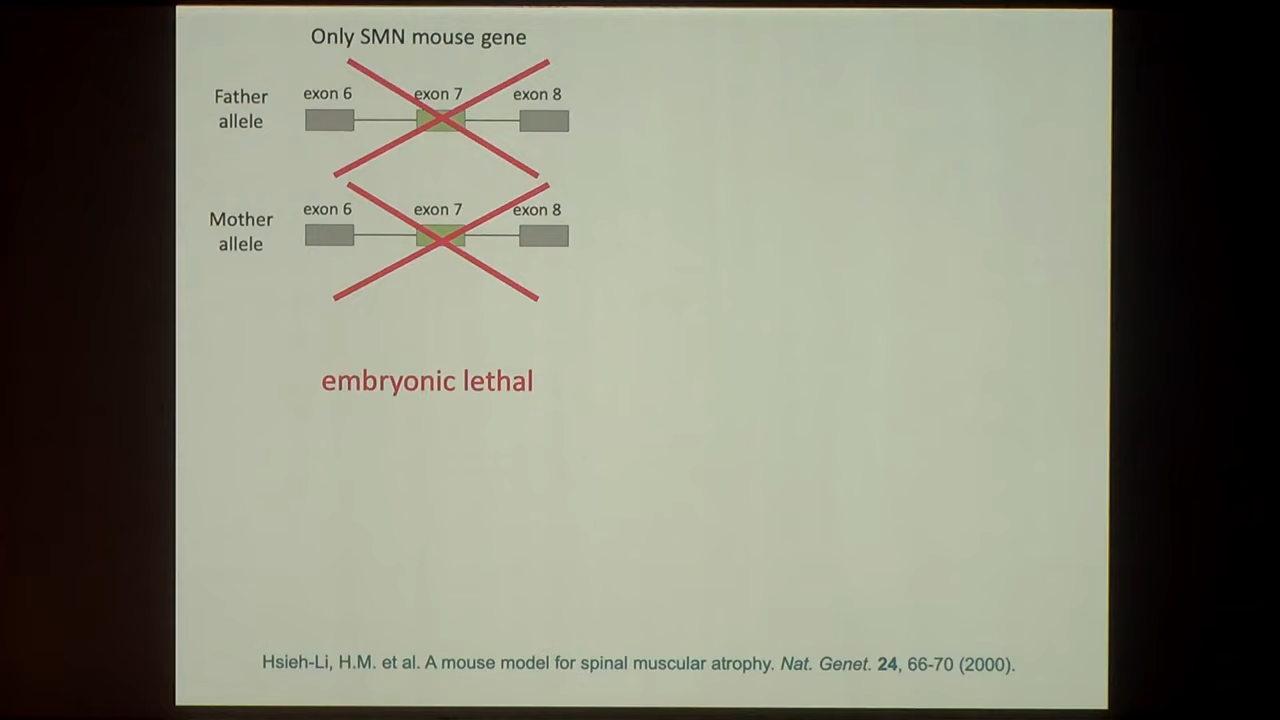 Only SMN mouse gene
Father allele
exon 6 exon 7 exon 8
Mother allele
exon 6 exon 7 exon 8
embryonic lethal
Hsieh-Li, H.M. et al. A mouse model for spinal muscular atrophy. Nat. Genet. 24, 66-70 (2000).